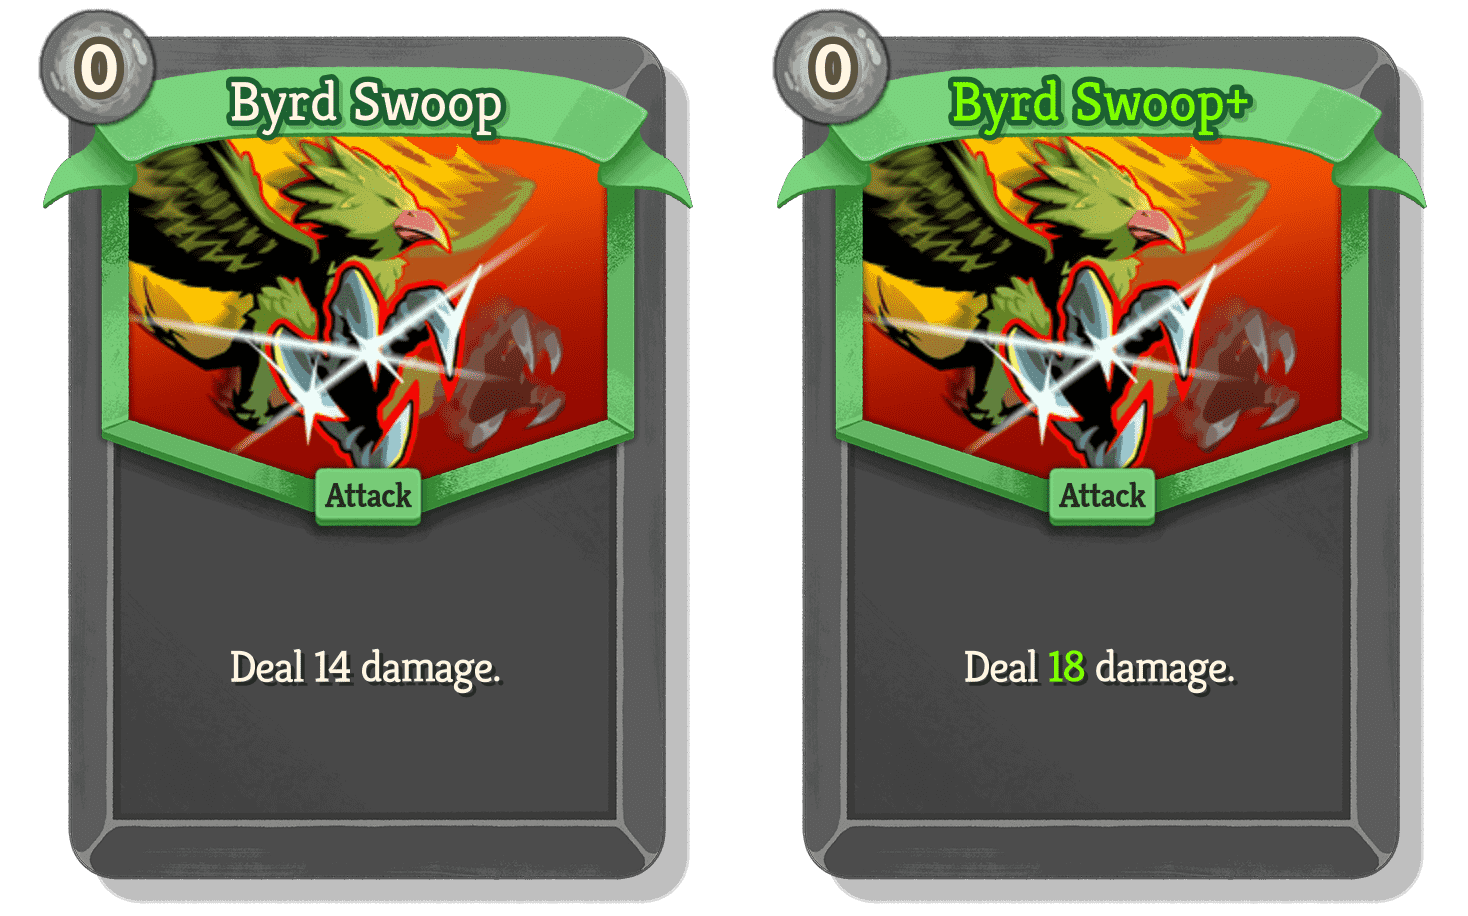 0
Byrd Swoop
Attack
Deal 14 damage.
0
Byrd Swoop+
Attack
Deal 18 damage.